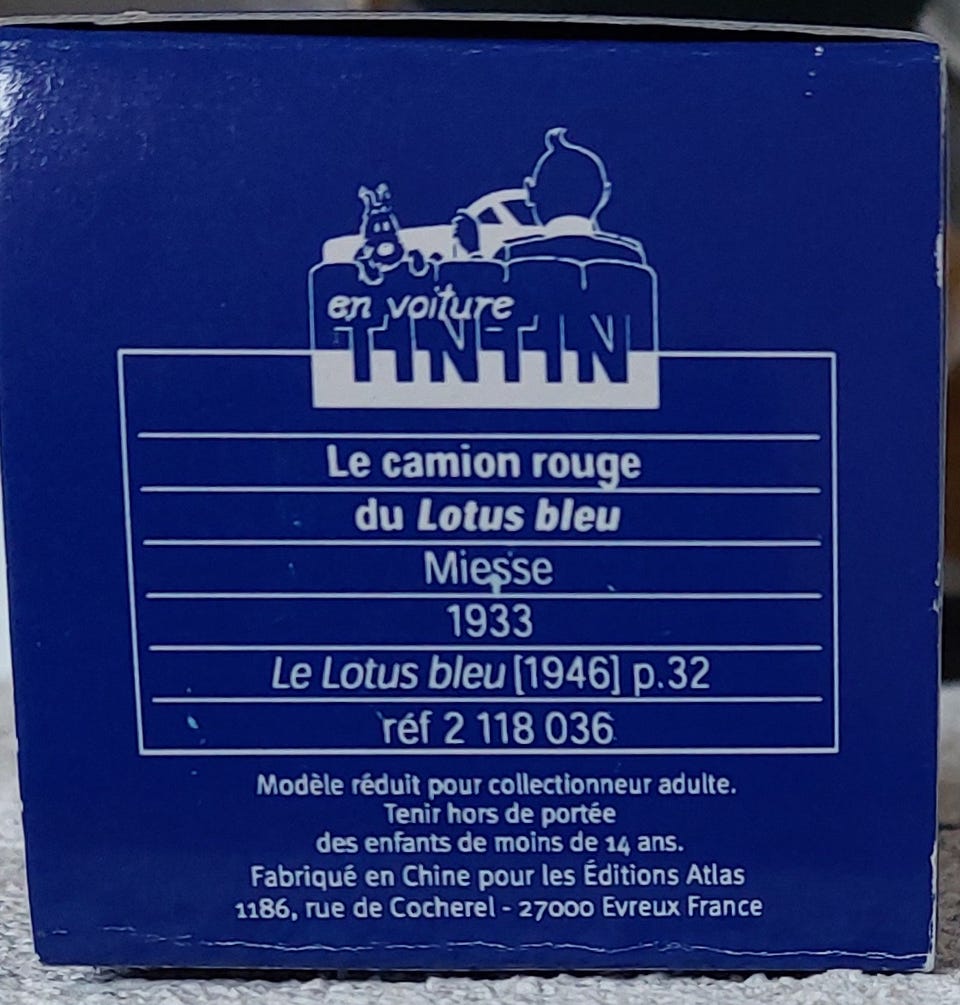 en voiture
TINTIN
Le camion rouge
du Lotus bleu
Miesse
1933
Le Lotus bleu [1946] p.32
réf 2 118 036
Modèle réduit pour collectionneur adulte.
Tenir hors de portée
des enfants de moins de 14 ans.
Fabriqué en Chine pour les Éditions Atlas
1186, rue de Cocherel - 27000 Evreux France